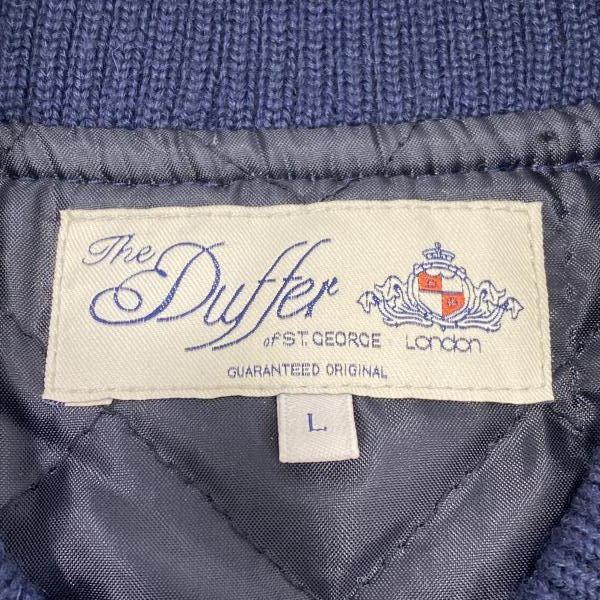 The
Duffer
of ST. GEORGE London
GUARANTEED ORIGINAL
L